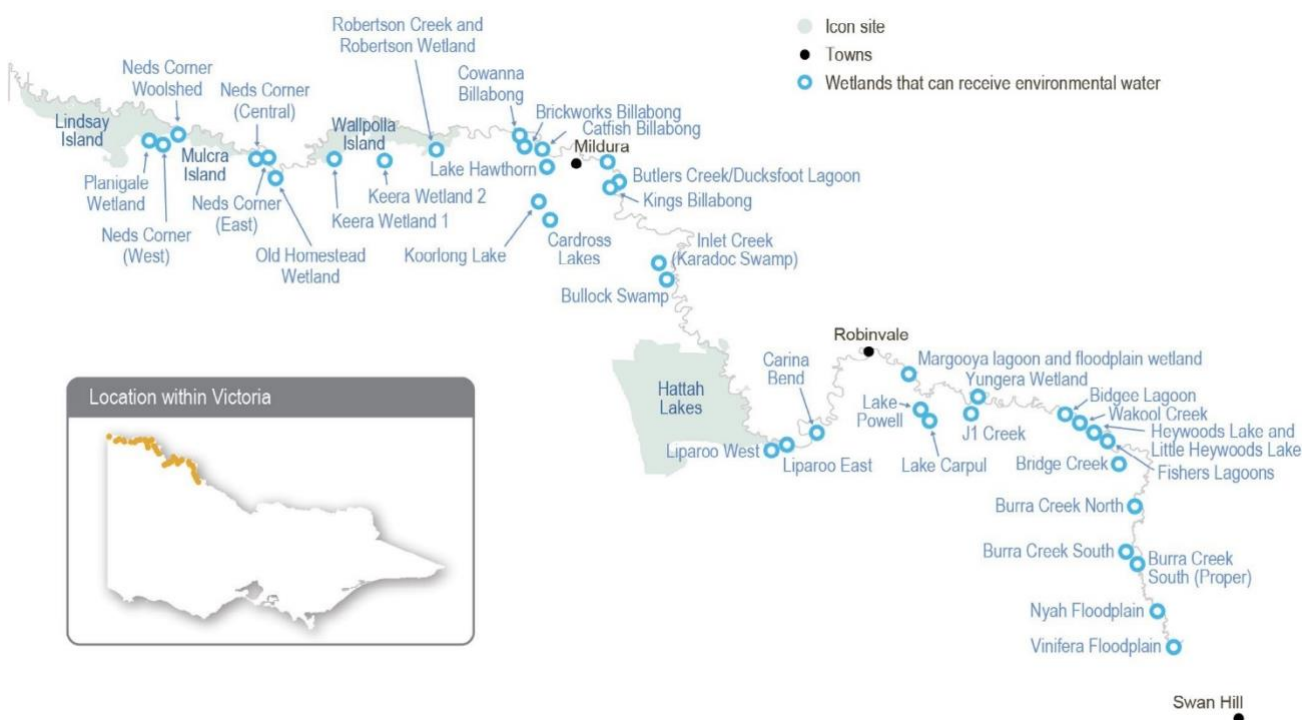 Icon site
Towns
Wetlands that can receive environmental water
Robertson Creek and
Robertson Wetland
Neds Corner
Woolshed
Neds Corner
(Central)
Cowanna
Billabong
Brickworks Billabong
Catfish Billabong
Lindsay
Island
Wallpolla
Island
Mildura
Mulcra
Island
Lake Hawthorn
Butlers Creek/Ducksfoot Lagoon
Planigale
Wetland
Neds Corner
(East)
Keera Wetland 2
Kings Billabong
Keera Wetland 1
Neds Corner
(West)
Old Homestead
Wetland
Koorlong Lake
Cardross
Lakes
Inlet Creek
(Karadoc Swamp)
Bullock Swamp
Robinvale
Carina
Bend
Margooya lagoon and floodplain wetland
Yungera Wetland
Hattah
Lakes
Lake
Powell
Bidgee Lagoon
Wakool Creek
Heywoods Lake and
Little Heywoods Lake
J1 Creek
Liparoo West
Liparoo East
Lake Carpul
Bridge Creek
Fishers Lagoons
Burra Creek North
Burra Creek South
Burra Creek
South (Proper)
Nyah Floodplain
Vinifera Floodplain
Swan Hill
Location within Victoria